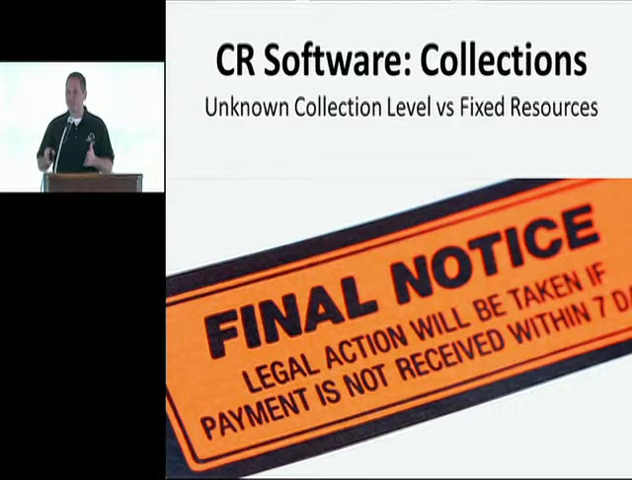 CR Software: Collections
Unknown Collection Level vs Fixed Resources
FINAL NOTICE
LEGAL ACTION WILL BE TAKEN IF
PAYMENT IS NOT RECEIVED WITHIN 7 DA